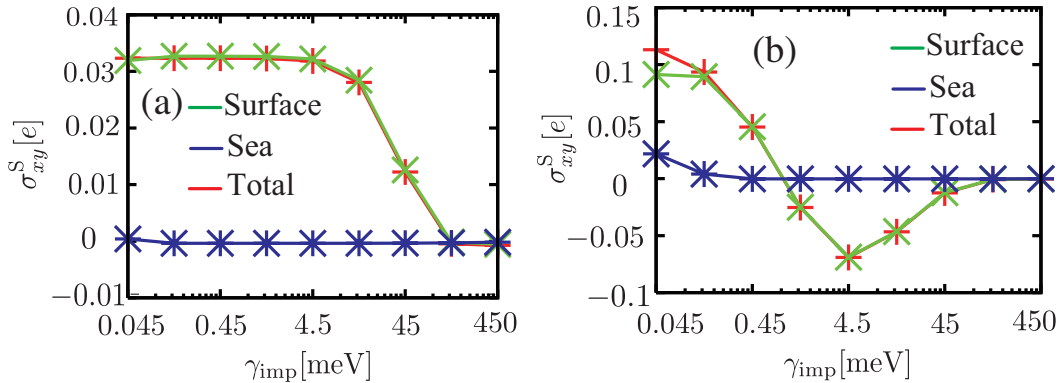 0.04
0.03
0.02
0.01
0
−0.01
σ^S_xy[e]
(a)
Surface
Sea
Total
0.045 0.45 4.5 45 450
γ_imp[meV]
0.15
0.1
0.05
0
−0.05
−0.1
σ^S_xy[e]
(b)
Surface
Sea
Total
0.045 0.45 4.5 45 450
γ_imp[meV]